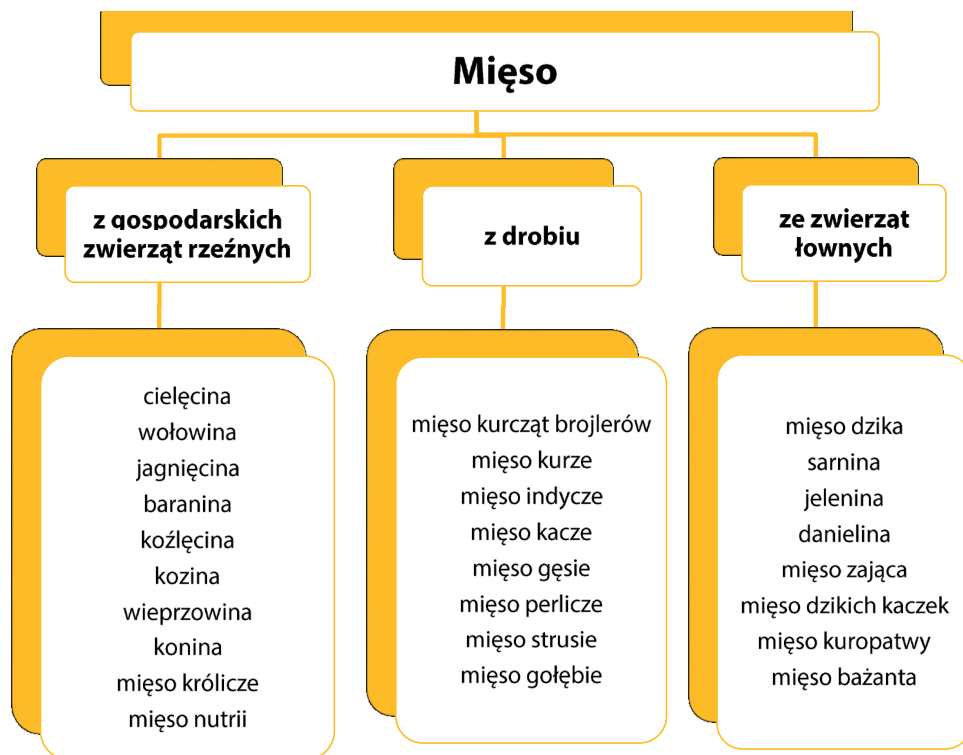 Mięso
z gospodarskich
zwierząt rzeźnych
z drobiu
ze zwierząt
łownych
cielęcina
wołowina
jagnięcina
baranina
koźlęcina
kozina
wieprzowina
konina
mięso królicze
mięso nutrii
mięso kurcząt brojlerów
mięso kurze
mięso indycze
mięso kacze
mięso gęsie
mięso perlicze
mięso strusie
mięso gołębie
mięso dzika
sarnina
jelenina
danielina
mięso zająca
mięso dzikich kaczek
mięso kuropatwy
mięso bażanta